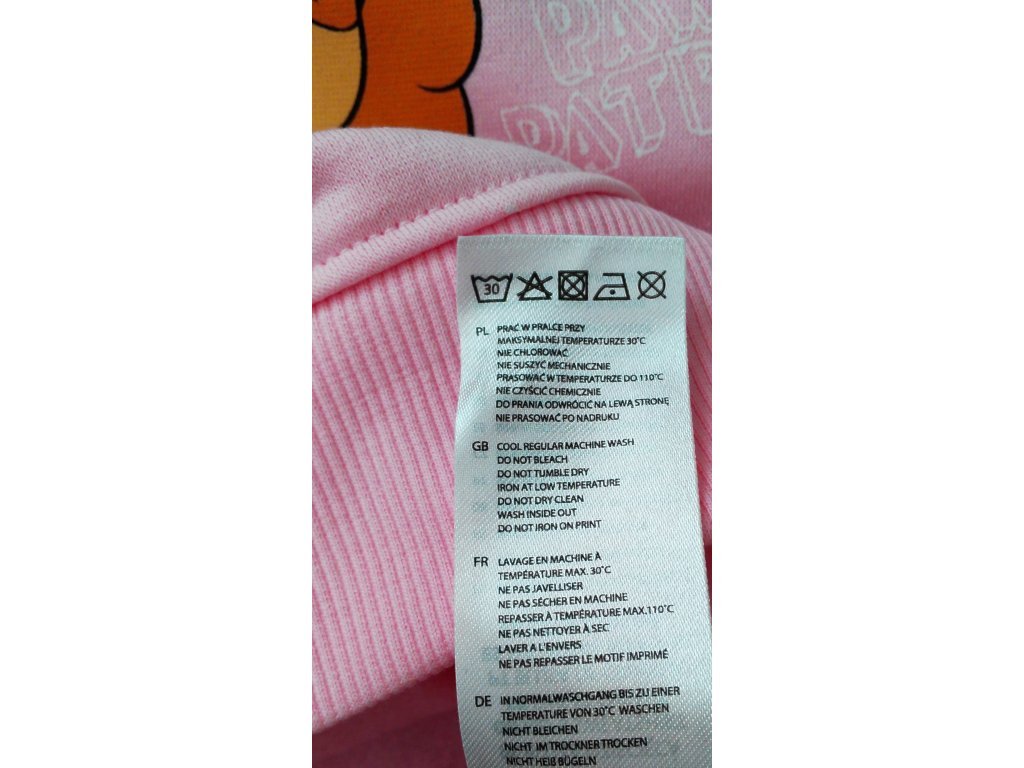 PAW
PATR
30
PL PRAĆ W PRALCE PRZY
MAKSYMALNEJ TEMPERATURZE 30°C
NIE CHLOROWAĆ
NIE SUSZYĆ MECHANICZNIE
PRASOWAĆ W TEMPERATURZE DO 110°C
NIE CZYŚCIĆ CHEMICZNIE
DO PRANIA ODWRÓCIĆ NA LEWĄ STRONĘ
NIE PRASOWAĆ PO NADRUKU
GB COOL REGULAR MACHINE WASH
DO NOT BLEACH
DO NOT TUMBLE DRY
IRON AT LOW TEMPERATURE
DO NOT DRY CLEAN
WASH INSIDE OUT
DO NOT IRON ON PRINT
FR LAVAGE EN MACHINE À
TEMPÉRATURE MAX. 30°C
NE PAS JAVELLISER
NE PAS SÉCHER EN MACHINE
REPASSER À TEMPÉRATURE MAX.110°C
NE PAS NETTOYER À SEC
LAVER A L'ENVERS
NE PAS REPASSER LE MOTIF IMPRIMÉ
DE IN NORMALWASCHGANG BIS ZU EINER
TEMPERATURE VON 30°C WASCHEN
NICHT BLEICHEN
NICHT IM TROCKNER TROCKEN
NICHT HEIß BÜGELN